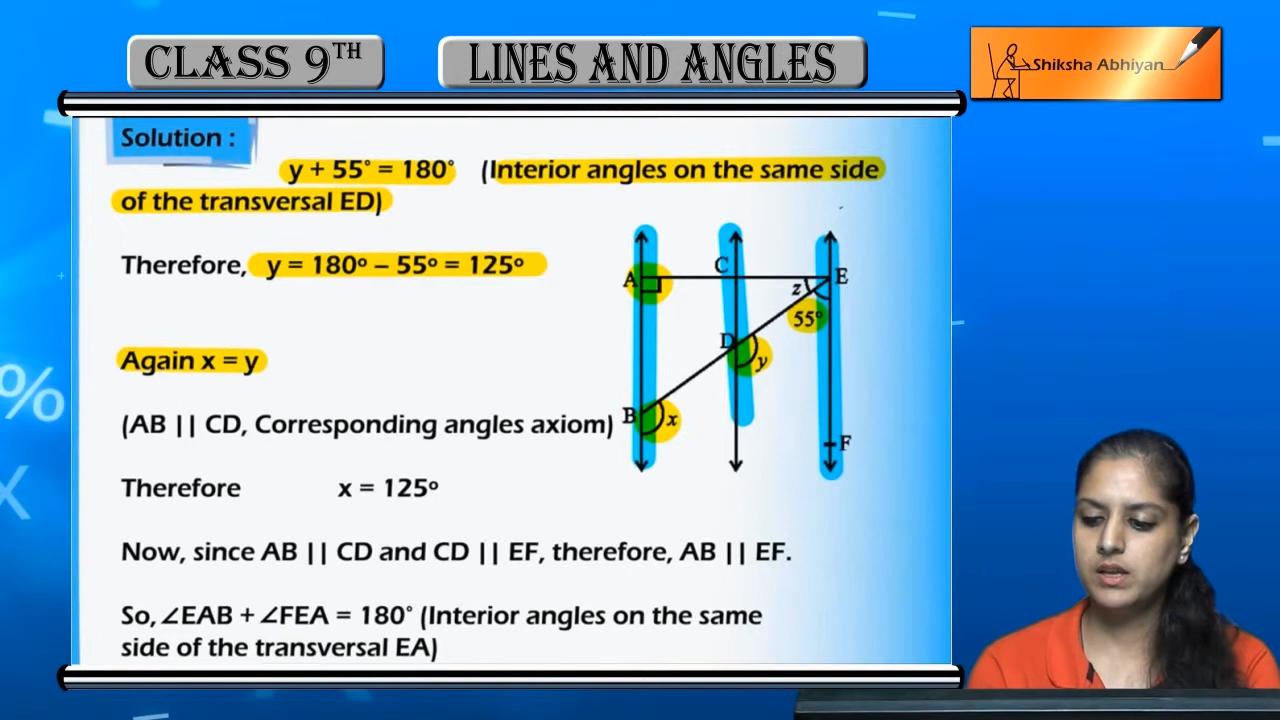 CLASS 9TH
LINES AND ANGLES
Shiksha Abhiyan
Solution :
y + 55° = 180° (Interior angles on the same side
of the transversal ED)
Therefore, y = 180° – 55° = 125°
Again x = y
(AB || CD, Corresponding angles axiom)
Therefore x = 125°
Now, since AB || CD and CD || EF, therefore, AB || EF.
So, ∠EAB + ∠FEA = 180° (Interior angles on the same
side of the transversal EA)
A
C
E
z
55°
D
y
B
x
F
%
X